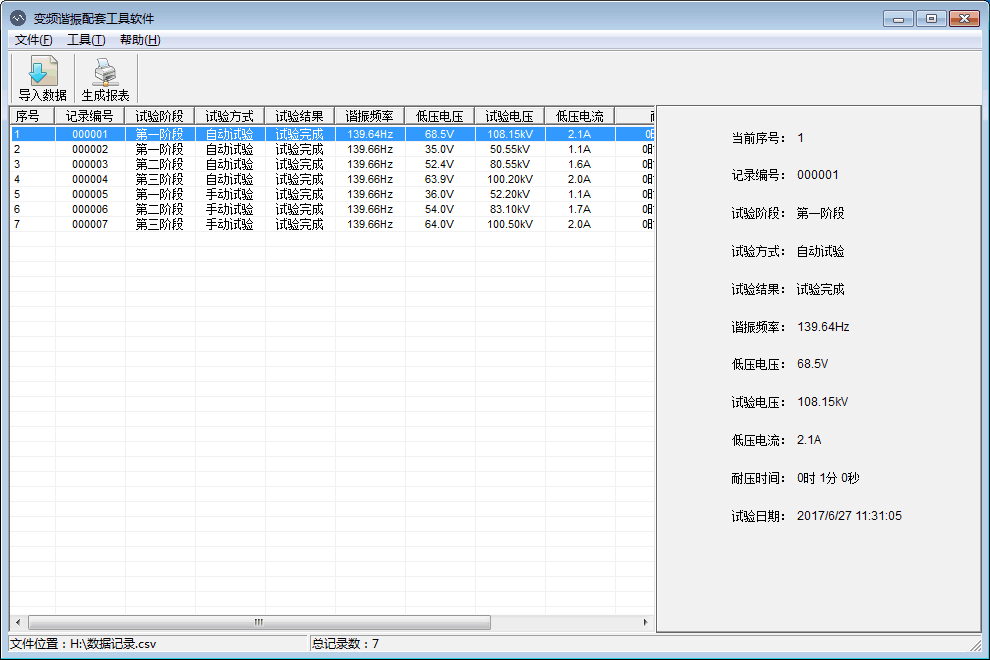 变频谐振配套工具软件
文件(F) 工具(T) 帮助(H)
导入数据 生成报表
序号 记录编号 试验阶段 试验方式 试验结果 谐振频率 低压电压 试验电压 低压电流
1 000001 第一阶段 自动试验 试验完成 139.64Hz 68.5V 108.15kV 2.1A 0时
2 000002 第一阶段 自动试验 试验完成 139.66Hz 35.0V 50.55kV 1.1A 0时
3 000003 第二阶段 自动试验 试验完成 139.66Hz 52.4V 80.55kV 1.6A 0时
4 000004 第三阶段 自动试验 试验完成 139.66Hz 63.9V 100.20kV 2.0A 0时
5 000005 第一阶段 手动试验 试验完成 139.66Hz 36.0V 52.20kV 1.1A 0时
6 000006 第二阶段 手动试验 试验完成 139.66Hz 54.0V 83.10kV 1.7A 0时
7 000007 第三阶段 手动试验 试验完成 139.66Hz 64.0V 100.50kV 2.0A 0时
当前序号： 1
记录编号： 000001
试验阶段： 第一阶段
试验方式： 自动试验
试验结果： 试验完成
谐振频率： 139.64Hz
低压电压： 68.5V
试验电压： 108.15kV
低压电流： 2.1A
耐压时间： 0时 1分 0秒
试验日期： 2017/6/27 11:31:05
文件位置：H:\数据记录.csv 总记录数：7